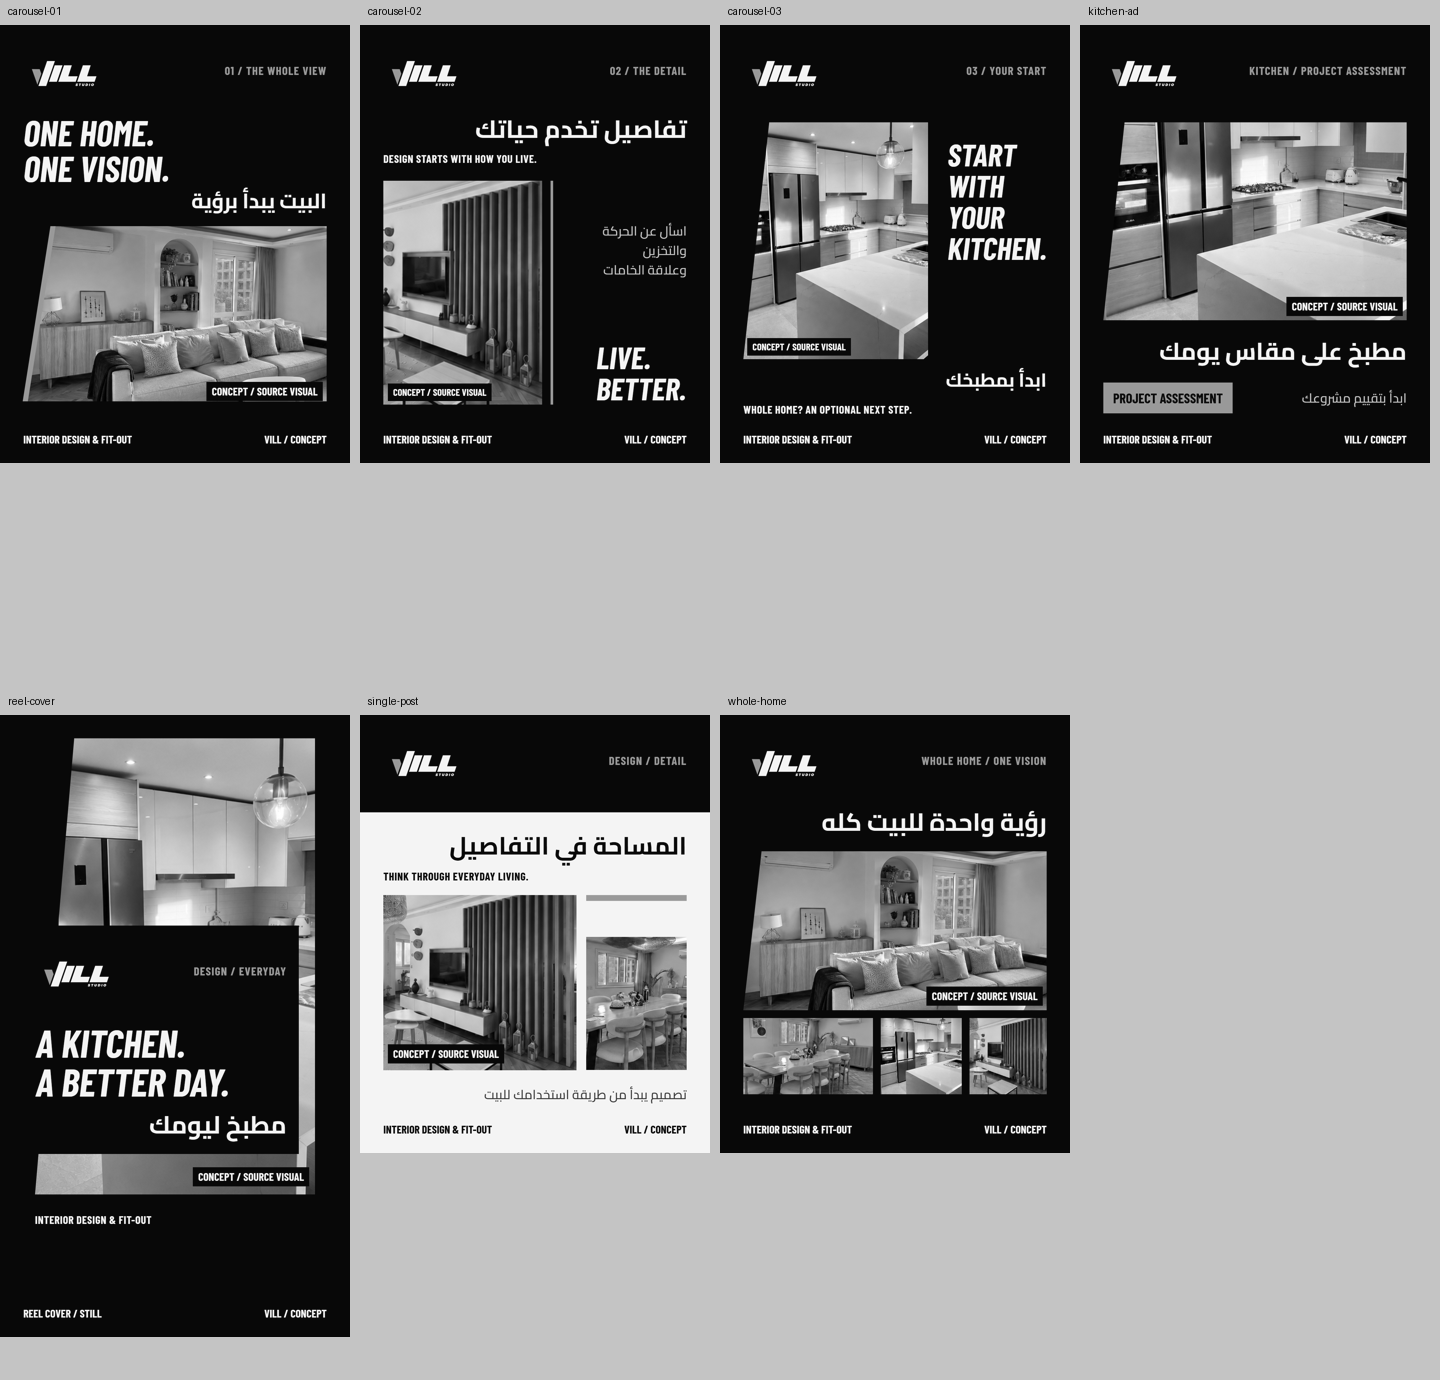 carousel-01
VILL
STUDIO
01 / THE WHOLE VIEW
ONE HOME.
ONE VISION.
البيت يبدأ برؤية
CONCEPT / SOURCE VISUAL
INTERIOR DESIGN & FIT-OUT
VILL / CONCEPT
carousel-02
VILL
STUDIO
02 / THE DETAIL
تفاصيل تخدم حياتك
DESIGN STARTS WITH HOW YOU LIVE.
اسأل عن الحركة
والتخزين
وعلاقة الخامات
LIVE.
BETTER.
CONCEPT / SOURCE VISUAL
INTERIOR DESIGN & FIT-OUT
VILL / CONCEPT
carousel-03
VILL
STUDIO
03 / YOUR START
START
WITH
YOUR
KITCHEN.
CONCEPT / SOURCE VISUAL
ابدأ بمطبخك
WHOLE HOME? AN OPTIONAL NEXT STEP.
INTERIOR DESIGN & FIT-OUT
VILL / CONCEPT
kitchen-ad
VILL
STUDIO
KITCHEN / PROJECT ASSESSMENT
CONCEPT / SOURCE VISUAL
مطبخ على مقاس يومك
PROJECT ASSESSMENT
ابدأ بتقييم مشروعك
INTERIOR DESIGN & FIT-OUT
VILL / CONCEPT
reel-cover
VILL
STUDIO
DESIGN / EVERYDAY
A KITCHEN.
A BETTER DAY.
مطبخ ليومك
CONCEPT / SOURCE VISUAL
INTERIOR DESIGN & FIT-OUT
REEL COVER / STILL
VILL / CONCEPT
single-post
VILL
STUDIO
DESIGN / DETAIL
المساحة في التفاصيل
THINK THROUGH EVERYDAY LIVING.
CONCEPT / SOURCE VISUAL
تصميم يبدأ من طريقة استخدامك للبيت
INTERIOR DESIGN & FIT-OUT
VILL / CONCEPT
whole-home
VILL
STUDIO
WHOLE HOME / ONE VISION
رؤية واحدة للبيت كله
CONCEPT / SOURCE VISUAL
INTERIOR DESIGN & FIT-OUT
VILL / CONCEPT